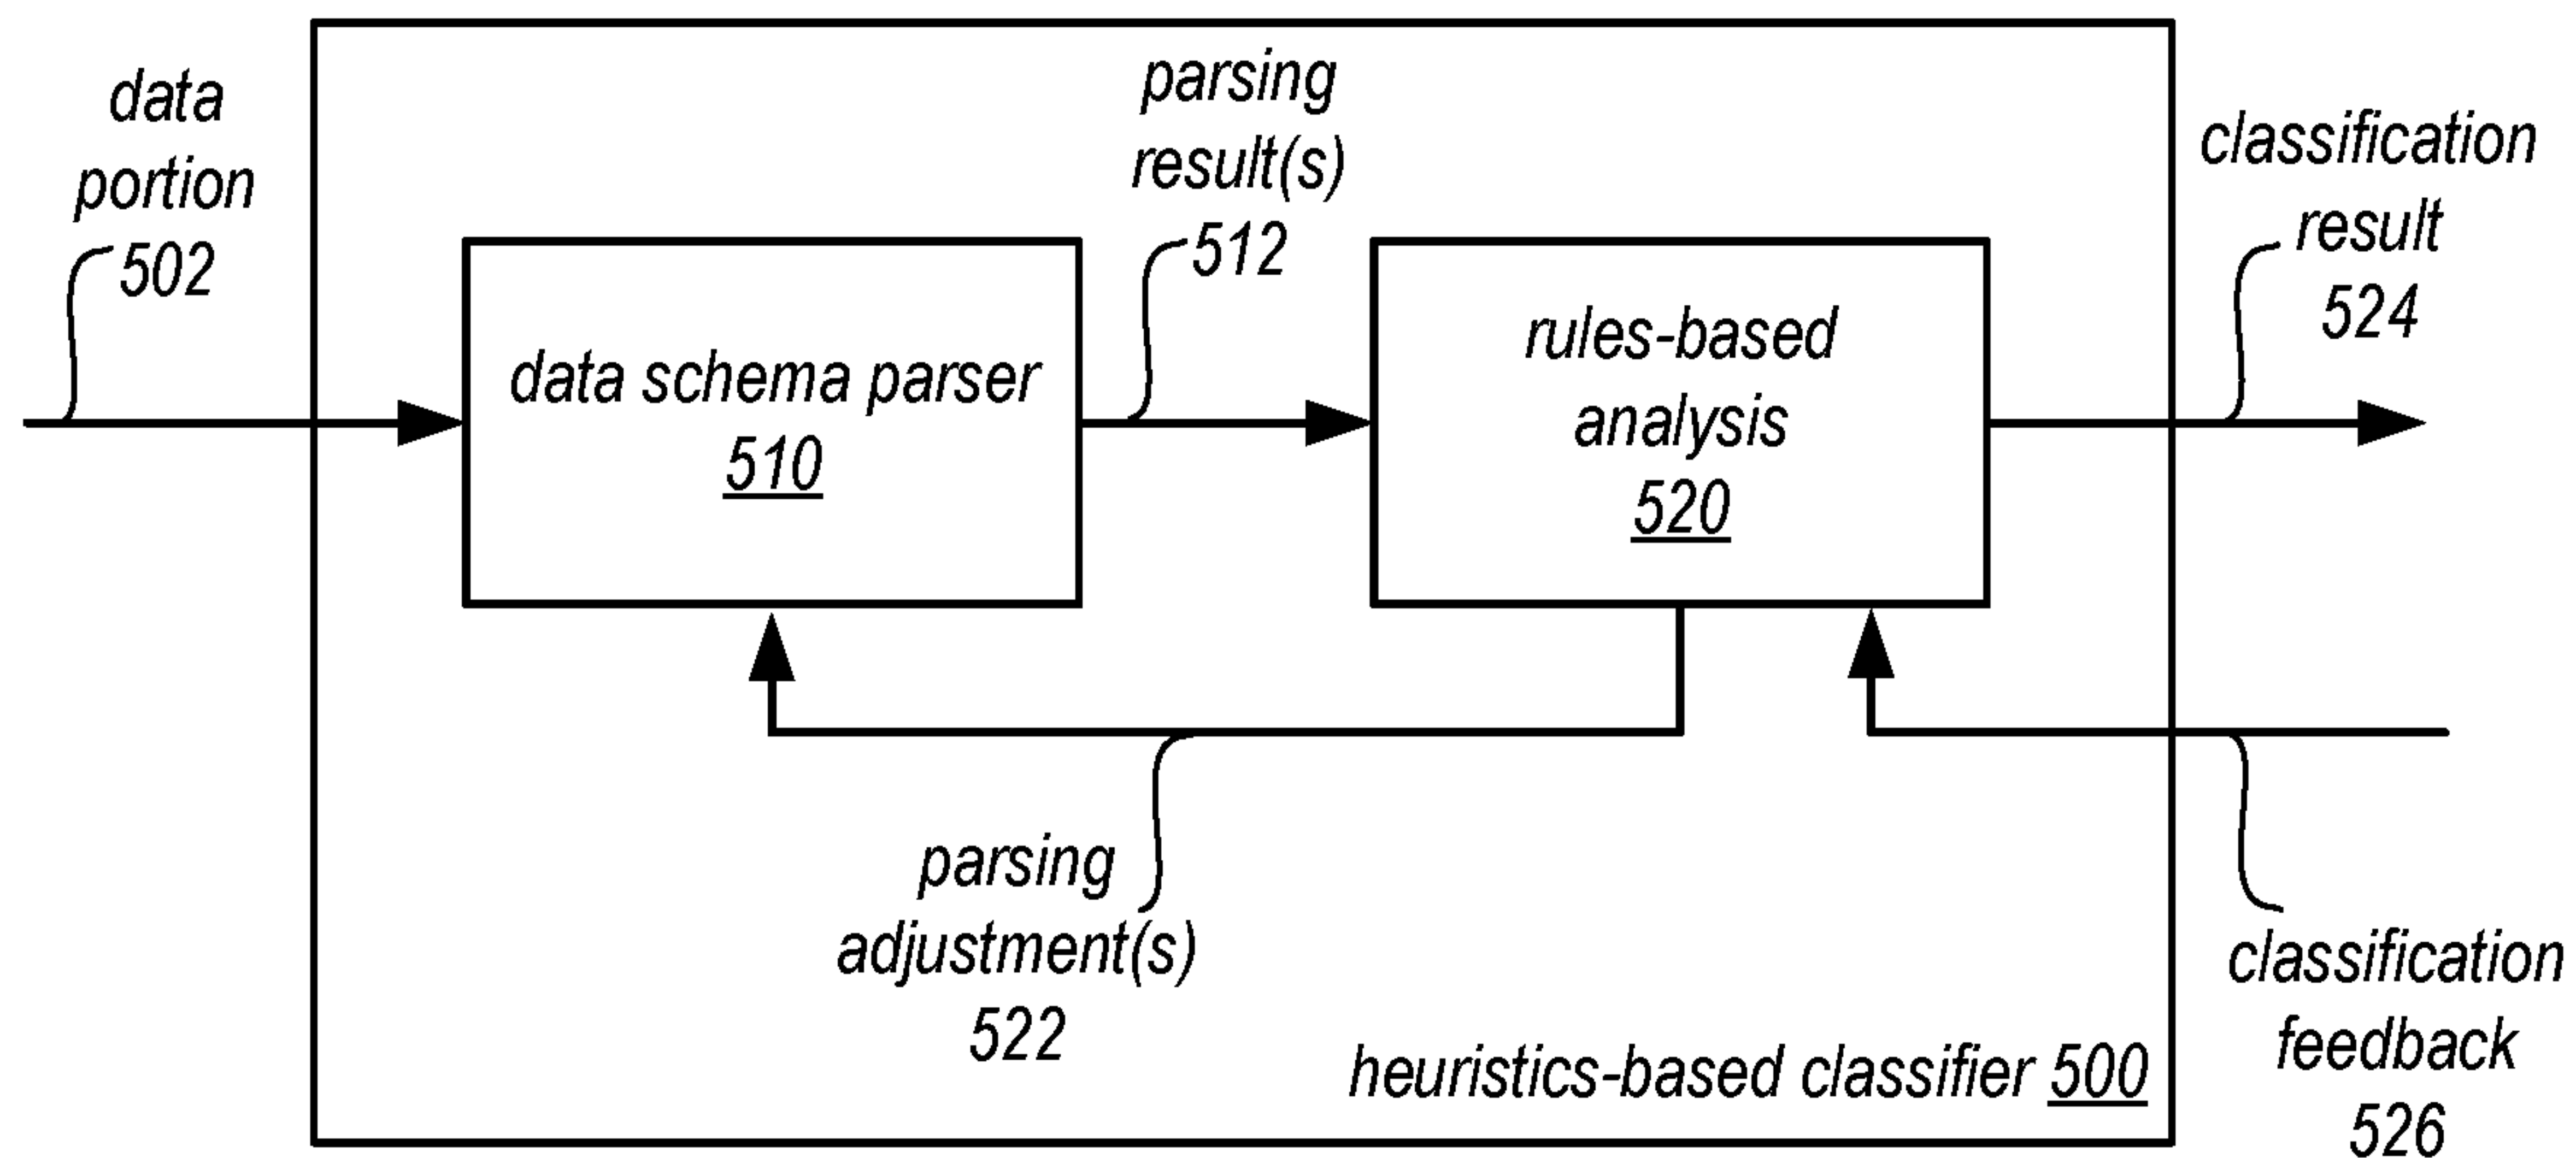 data
portion
502
parsing
result(s)
512
classification
result
524
data schema parser
510
rules-based
analysis
520
parsing
adjustment(s)
522
classification
feedback
526
heuristics-based classifier 500